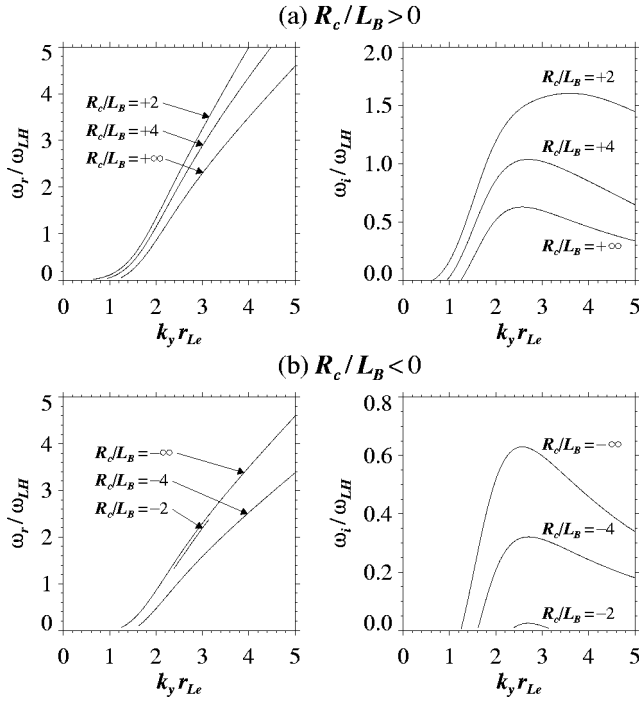 (a) R_c/L_B>0
5
4
3
2
1
0
ω_r/ω_LH
R_c/L_B=+2
R_c/L_B=+4
R_c/L_B=+∞
0 1 2 3 4 5
k_y r_Le
2.0
1.5
1.0
0.5
0.0
ω_i/ω_LH
R_c/L_B=+2
R_c/L_B=+4
R_c/L_B=+∞
0 1 2 3 4 5
k_y r_Le
(b) R_c/L_B<0
5
4
3
2
1
0
ω_r/ω_LH
R_c/L_B=−∞
R_c/L_B=−4
R_c/L_B=−2
0 1 2 3 4 5
k_y r_Le
0.8
0.6
0.4
0.2
0.0
ω_i/ω_LH
R_c/L_B=−∞
R_c/L_B=−4
R_c/L_B=−2
0 1 2 3 4 5
k_y r_Le